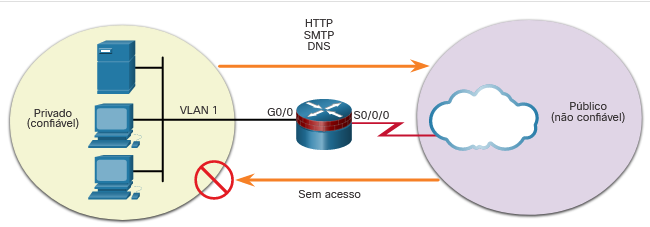 HTTP
SMTP
DNS
Privado
(confiável)
VLAN 1
G0/0
S0/0/0
Público
(não confiável)
Sem acesso